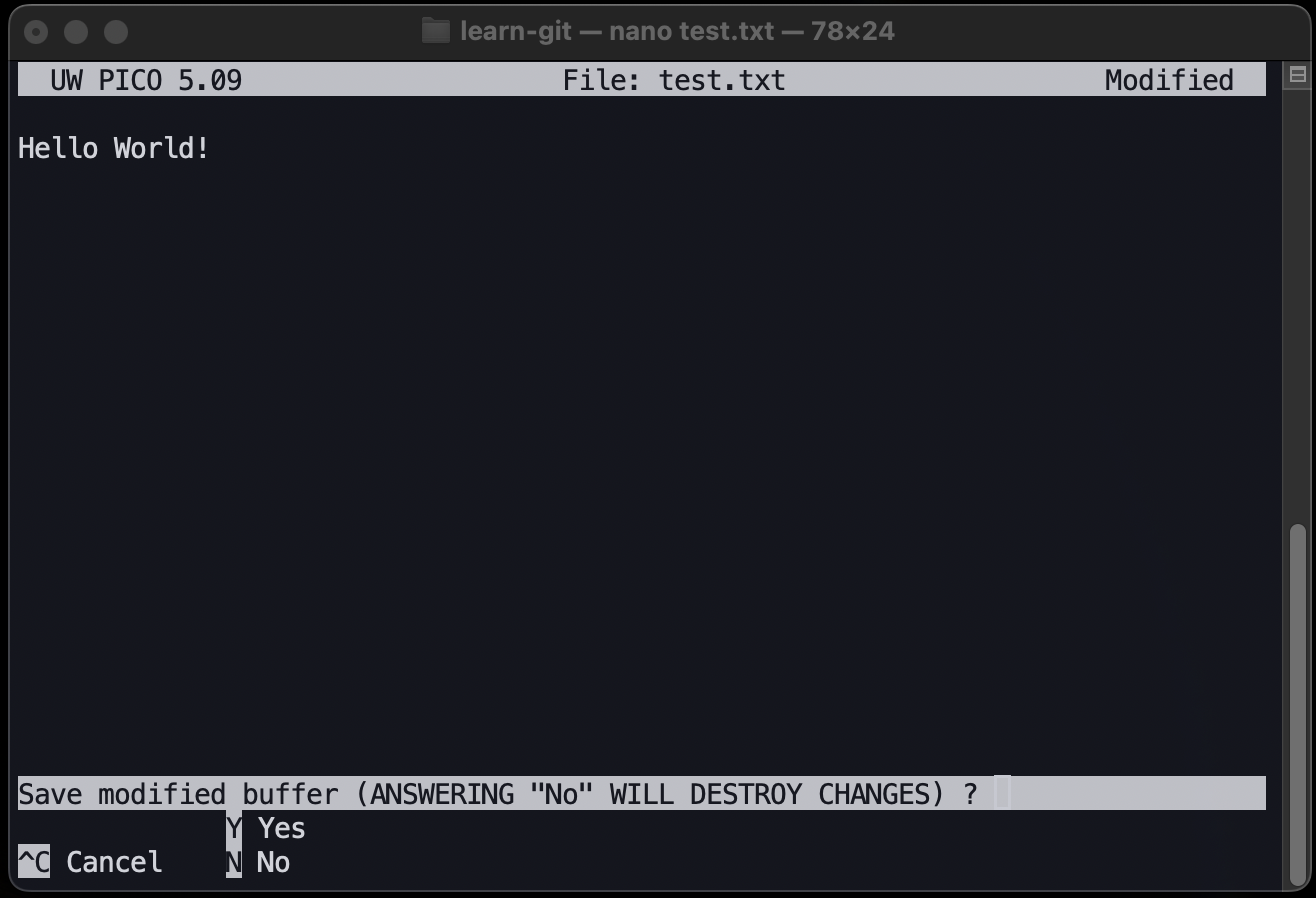 learn-git — nano test.txt — 78×24
UW PICO 5.09 File: test.txt Modified
Hello World!
Save modified buffer (ANSWERING "No" WILL DESTROY CHANGES) ?
Y Yes
^C Cancel N No